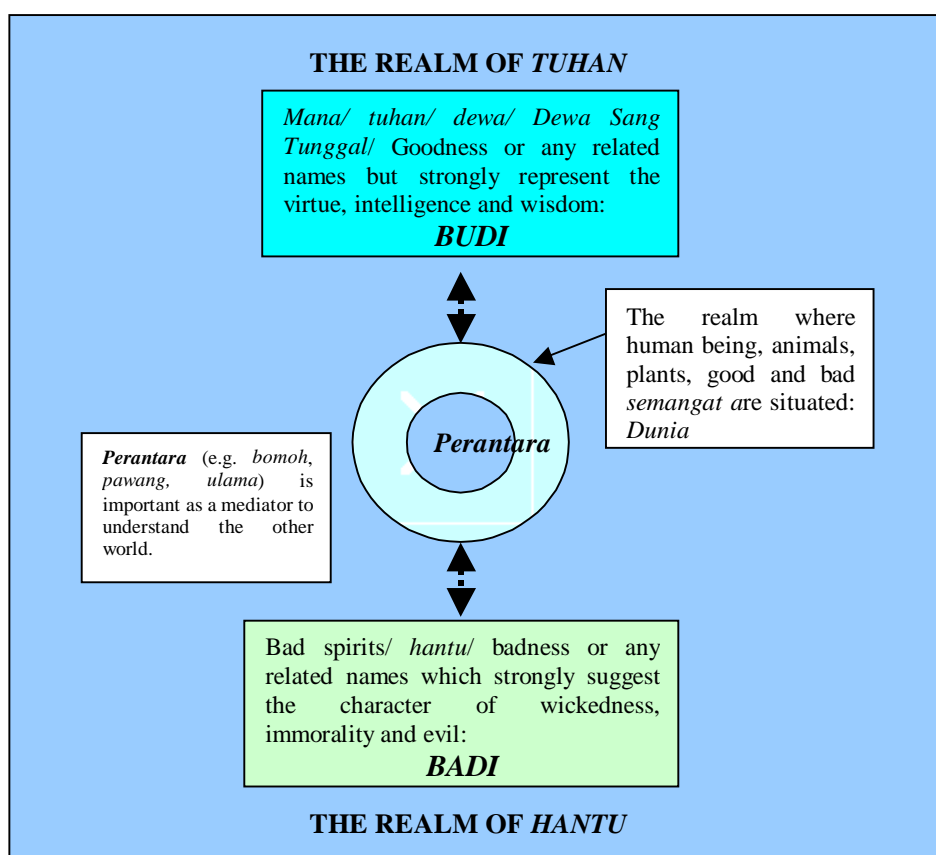 THE REALM OF TUHAN
Mana/ tuhan/ dewa/ Dewa Sang
Tunggal/ Goodness or any related
names but strongly represent the
virtue, intelligence and wisdom:
BUDI
The realm where
human being, animals,
plants, good and bad
semangat are situated:
Dunia
Perantara
Perantara (e.g. bomoh,
pawang, ulama) is
important as a mediator to
understand the other
world.
Bad spirits/ hantu/ badness or any
related names which strongly suggest
the character of wickedness,
immorality and evil:
BADI
THE REALM OF HANTU